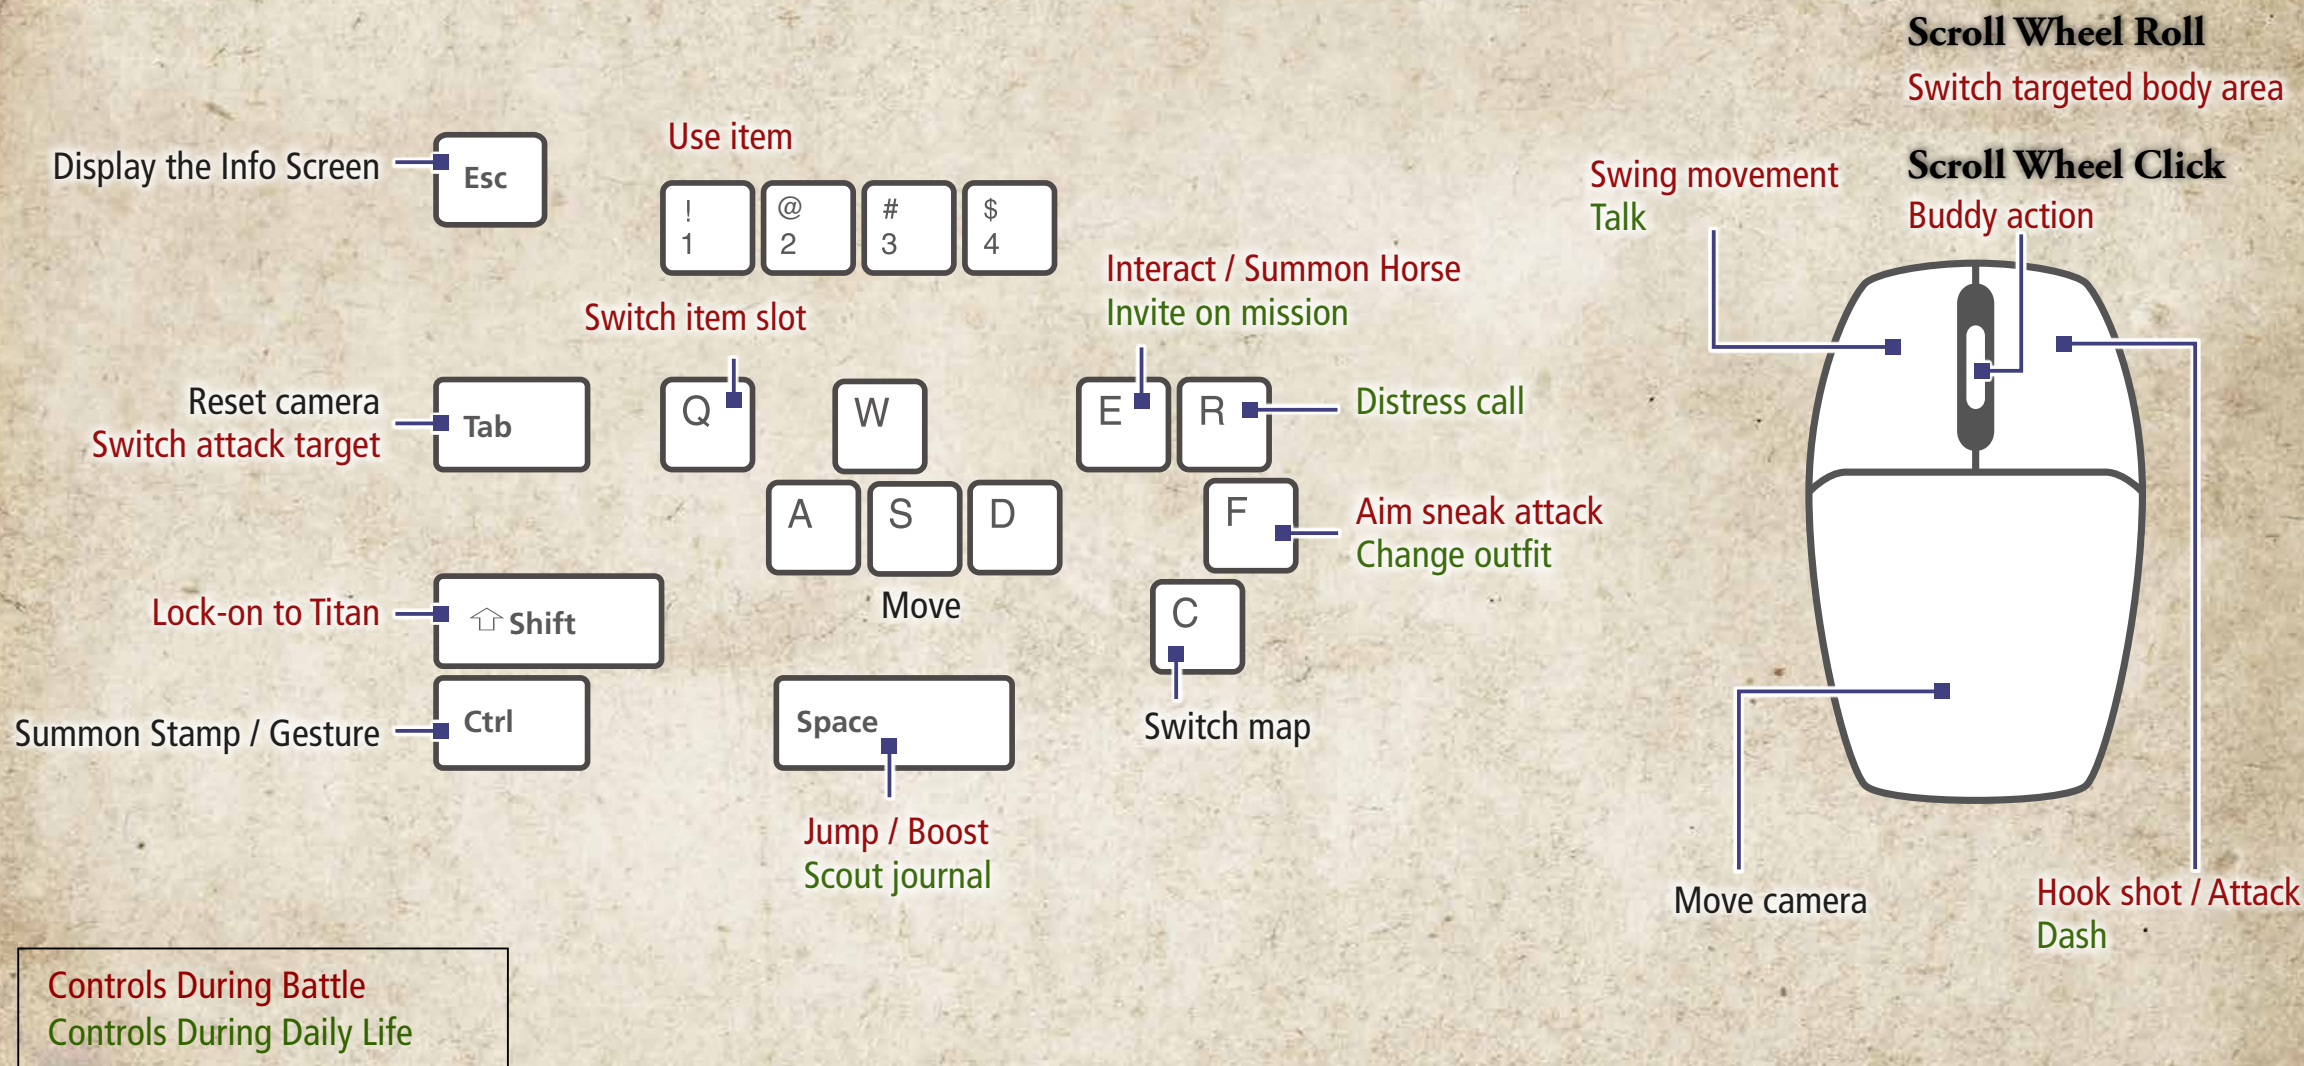 Scroll Wheel Roll
Switch targeted body area
Scroll Wheel Click
Buddy action
Swing movement
Talk
Use item
Display the Info Screen
Esc
!
1
@
2
#
3
$
4
Switch item slot
Interact / Summon Horse
Invite on mission
Reset camera
Switch attack target
Tab
Q
W
E
R
Distress call
A
S
D
Move
F
Aim sneak attack
Change outfit
Lock-on to Titan
⇧ Shift
C
Switch map
Summon Stamp / Gesture
Ctrl
Space
Jump / Boost
Scout journal
Move camera
Hook shot / Attack
Dash
Controls During Battle
Controls During Daily Life